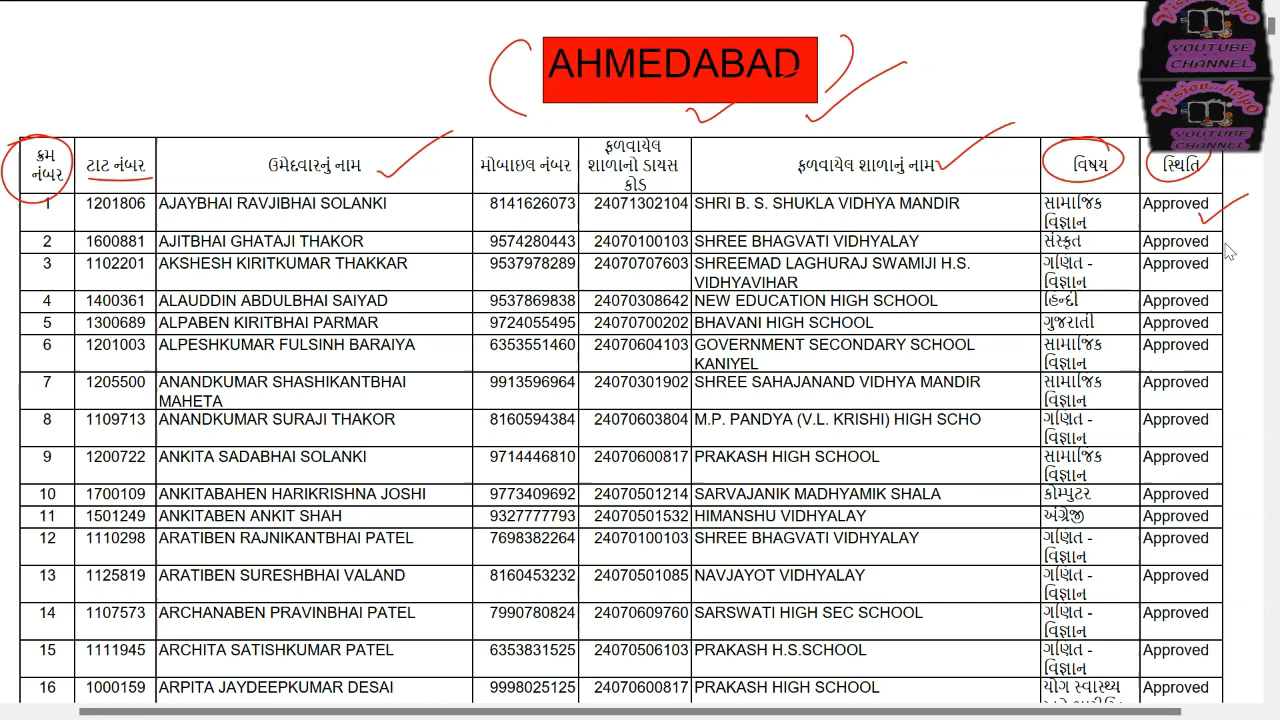 AHMEDABAD
Vision...helpO
YOUTUBE
CHANNEL
Vision...helpO
YOUTUBE
CHANNEL
ક્રમ નંબર ટાટ નંબર ઉમેદવારનું નામ મોબાઇલ નંબર ફળવાયેલ શાળાનો ડાયસ કોડ ફળવાયેલ શાળાનું નામ વિષય સ્થિતિ
1 1201806 AJAYBHAI RAVJIBHAI SOLANKI 8141626073 24071302104 SHRI B. S. SHUKLA VIDHYA MANDIR સામાજિક વિજ્ઞાન Approved
2 1600881 AJITBHAI GHATAJI THAKOR 9574280443 24070100103 SHREE BHAGVATI VIDHYALAY સંસ્કૃત Approved
3 1102201 AKSHESH KIRITKUMAR THAKKAR 9537978289 24070707603 SHREEMAD LAGHURAJ SWAMIJI H.S. VIDHYAVIHAR ગણિત - વિજ્ઞાન Approved
4 1400361 ALAUDDIN ABDULBHAI SAIYAD 9537869838 24070308642 NEW EDUCATION HIGH SCHOOL હિન્દી Approved
5 1300689 ALPABEN KIRITBHAI PARMAR 9724055495 24070700202 BHAVANI HIGH SCHOOL ગુજરાતી Approved
6 1201003 ALPESHKUMAR FULSINH BARAIYA 6353551460 24070604103 GOVERNMENT SECONDARY SCHOOL KANIYEL સામાજિક વિજ્ઞાન Approved
7 1205500 ANANDKUMAR SHASHIKANTBHAI MAHETA 9913596964 24070301902 SHREE SAHAJANAND VIDHYA MANDIR સામાજિક વિજ્ઞાન Approved
8 1109713 ANANDKUMAR SURAJI THAKOR 8160594384 24070603804 M.P. PANDYA (V.L. KRISHI) HIGH SCHO ગણિત - વિજ્ઞાન Approved
9 1200722 ANKITA SADABHAI SOLANKI 9714446810 24070600817 PRAKASH HIGH SCHOOL સામાજિક વિજ્ઞાન Approved
10 1700109 ANKITABAHEN HARIKRISHNA JOSHI 9773409692 24070501214 SARVAJANIK MADHYAMIK SHALA કોમ્પુટર Approved
11 1501249 ANKITABEN ANKIT SHAH 9327777793 24070501532 HIMANSHU VIDHYALAY અંગ્રેજી Approved
12 1110298 ARATIBEN RAJNIKANTBHAI PATEL 7698382264 24070100103 SHREE BHAGVATI VIDHYALAY ગણિત - વિજ્ઞાન Approved
13 1125819 ARATIBEN SURESHBHAI VALAND 8160453232 24070501085 NAVJAYOT VIDHYALAY ગણિત - વિજ્ઞાન Approved
14 1107573 ARCHANABEN PRAVINBHAI PATEL 7990780824 24070609760 SARSWATI HIGH SEC SCHOOL ગણિત - વિજ્ઞાન Approved
15 1111945 ARCHITA SATISHKUMAR PATEL 6353831525 24070506103 PRAKASH H.S.SCHOOL ગણિત - વિજ્ઞાન Approved
16 1000159 ARPITA JAYDEEPKUMAR DESAI 9998025125 24070600817 PRAKASH HIGH SCHOOL યોગ સ્વાસ્થ્ય Approved